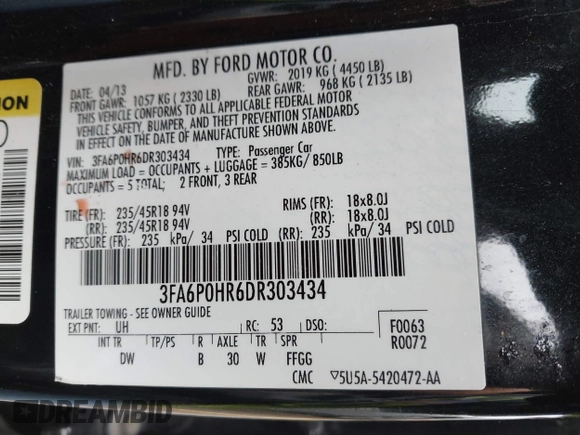 MFD. BY FORD MOTOR CO.
DATE: 04/13
GVWR: 2019 KG ( 4450 LB)
FRONT GAWR: 1057 KG ( 2330 LB)
REAR GAWR: 968 KG ( 2135 LB)
THIS VEHICLE CONFORMS TO ALL APPLICABLE FEDERAL MOTOR
VEHICLE SAFETY, BUMPER, AND THEFT PREVENTION STANDARDS
IN EFFECT ON THE DATE OF MANUFACTURE SHOWN ABOVE.
VIN: 3FA6P0HR6DR303434 TYPE: Passenger Car
MAXIMUM LOAD = OCCUPANTS + LUGGAGE = 385KG/ 850LB
OCCUPANTS = 5 TOTAL; 2 FRONT, 3 REAR
TIRE (FR): 235/45R18 94V RIMS (FR): 18x8.0J
(RR): 235/45R18 94V (RR): 18x8.0J
PRESSURE (FR): 235 kPa/ 34 PSI COLD (RR): 235 kPa/ 34 PSI COLD
3FA6P0HR6DR303434
TRAILER TOWING - SEE OWNER GUIDE
EXT PNT: UH RC: 53 DSO: F0063
INT TR TP/PS R AXLE TR SPR R0072
DW B 30 W FFGG
CMC ▽5U5A-5420472-AA
DREAMBID